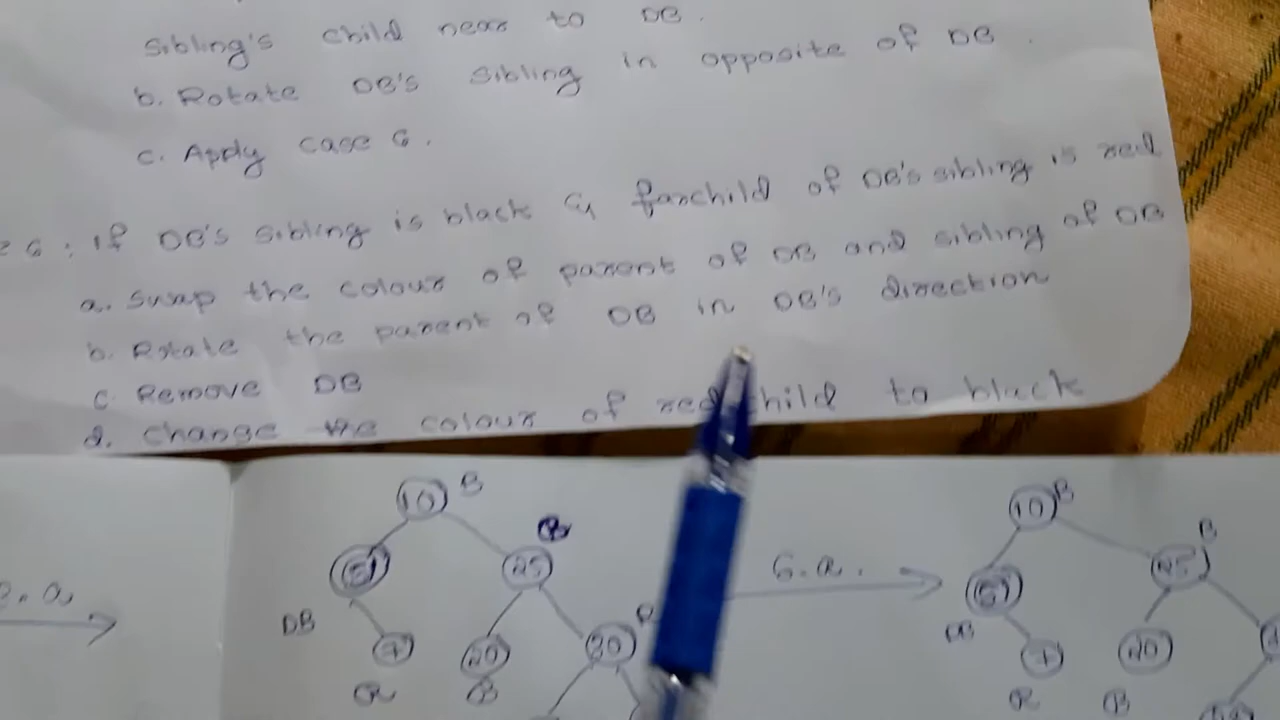 sibling's child near to DB.
b. Rotate DB's sibling in opposite of DB.
c. Apply case 6.
e 6: If DB's sibling is black & farchild of DB's sibling is red
a. Swap the colour of parent of DB and sibling of DB
b. Rotate the parent of DB in DB's direction
c. Remove DB
d. change the colour of red hild to black
10 B
5 DB
25
7 R
20 B
30 R
.a
6.a.
10 B
5 DB
25 B
7 R
20 B